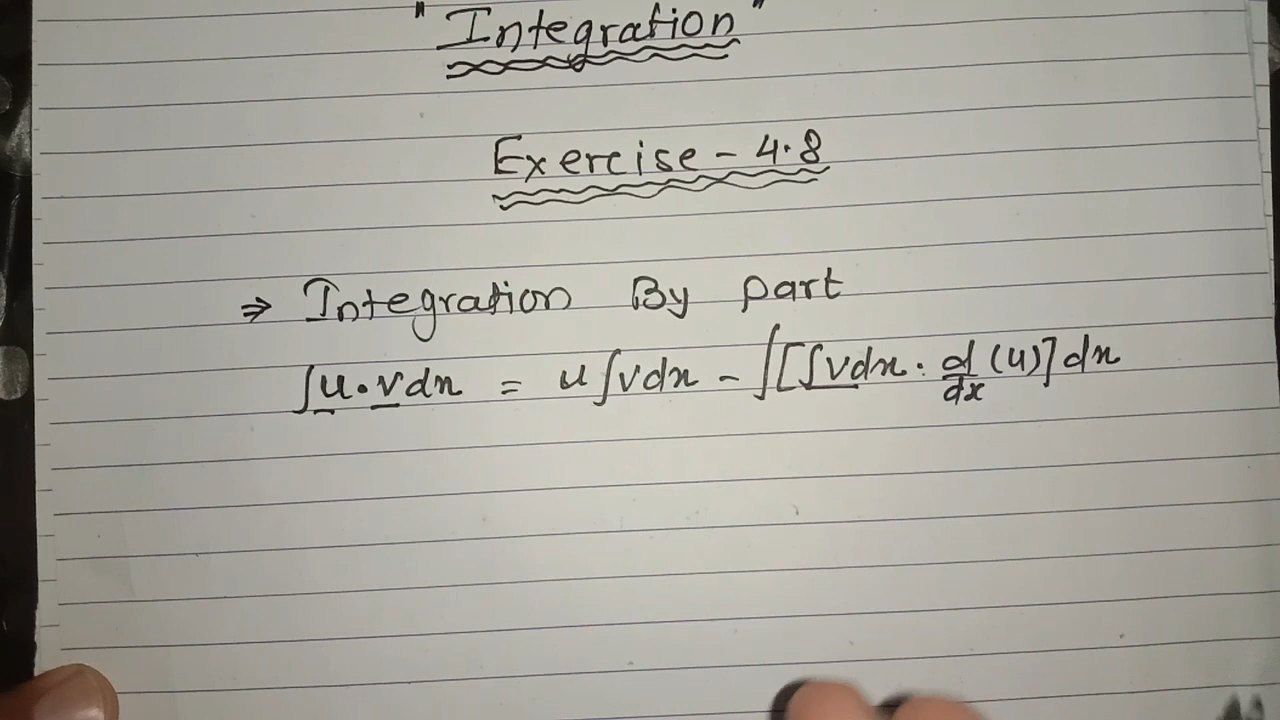 "Integration"
Exercise - 4.8
⇒ Integration By part
∫u·vdx = u∫vdx - ∫[∫vdx · d/dx (u)]dx